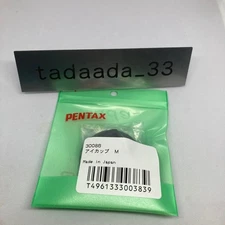 tadaada_33
PENTAX
30085
アイカップ M
Made in Japan
T4961333003839